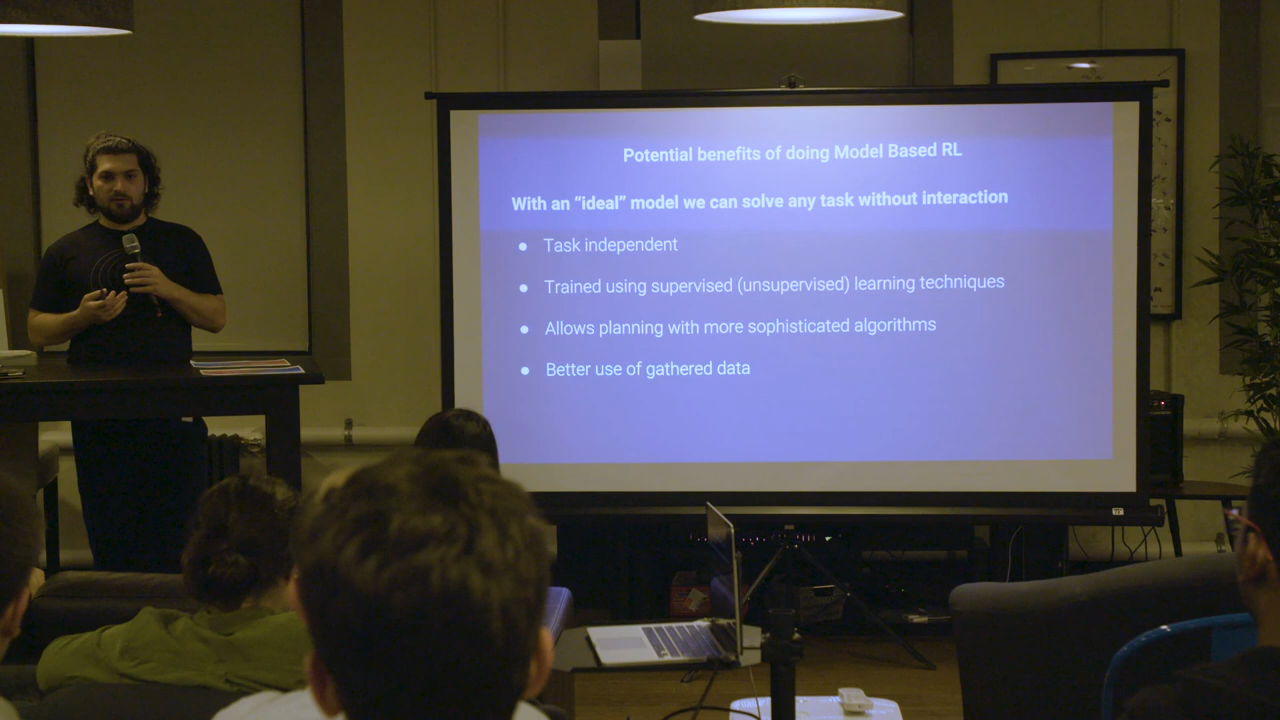 Potential benefits of doing Model Based RL
With an “ideal” model we can solve any task without interaction
● Task independent
● Trained using supervised (unsupervised) learning techniques
● Allows planning with more sophisticated algorithms
● Better use of gathered data